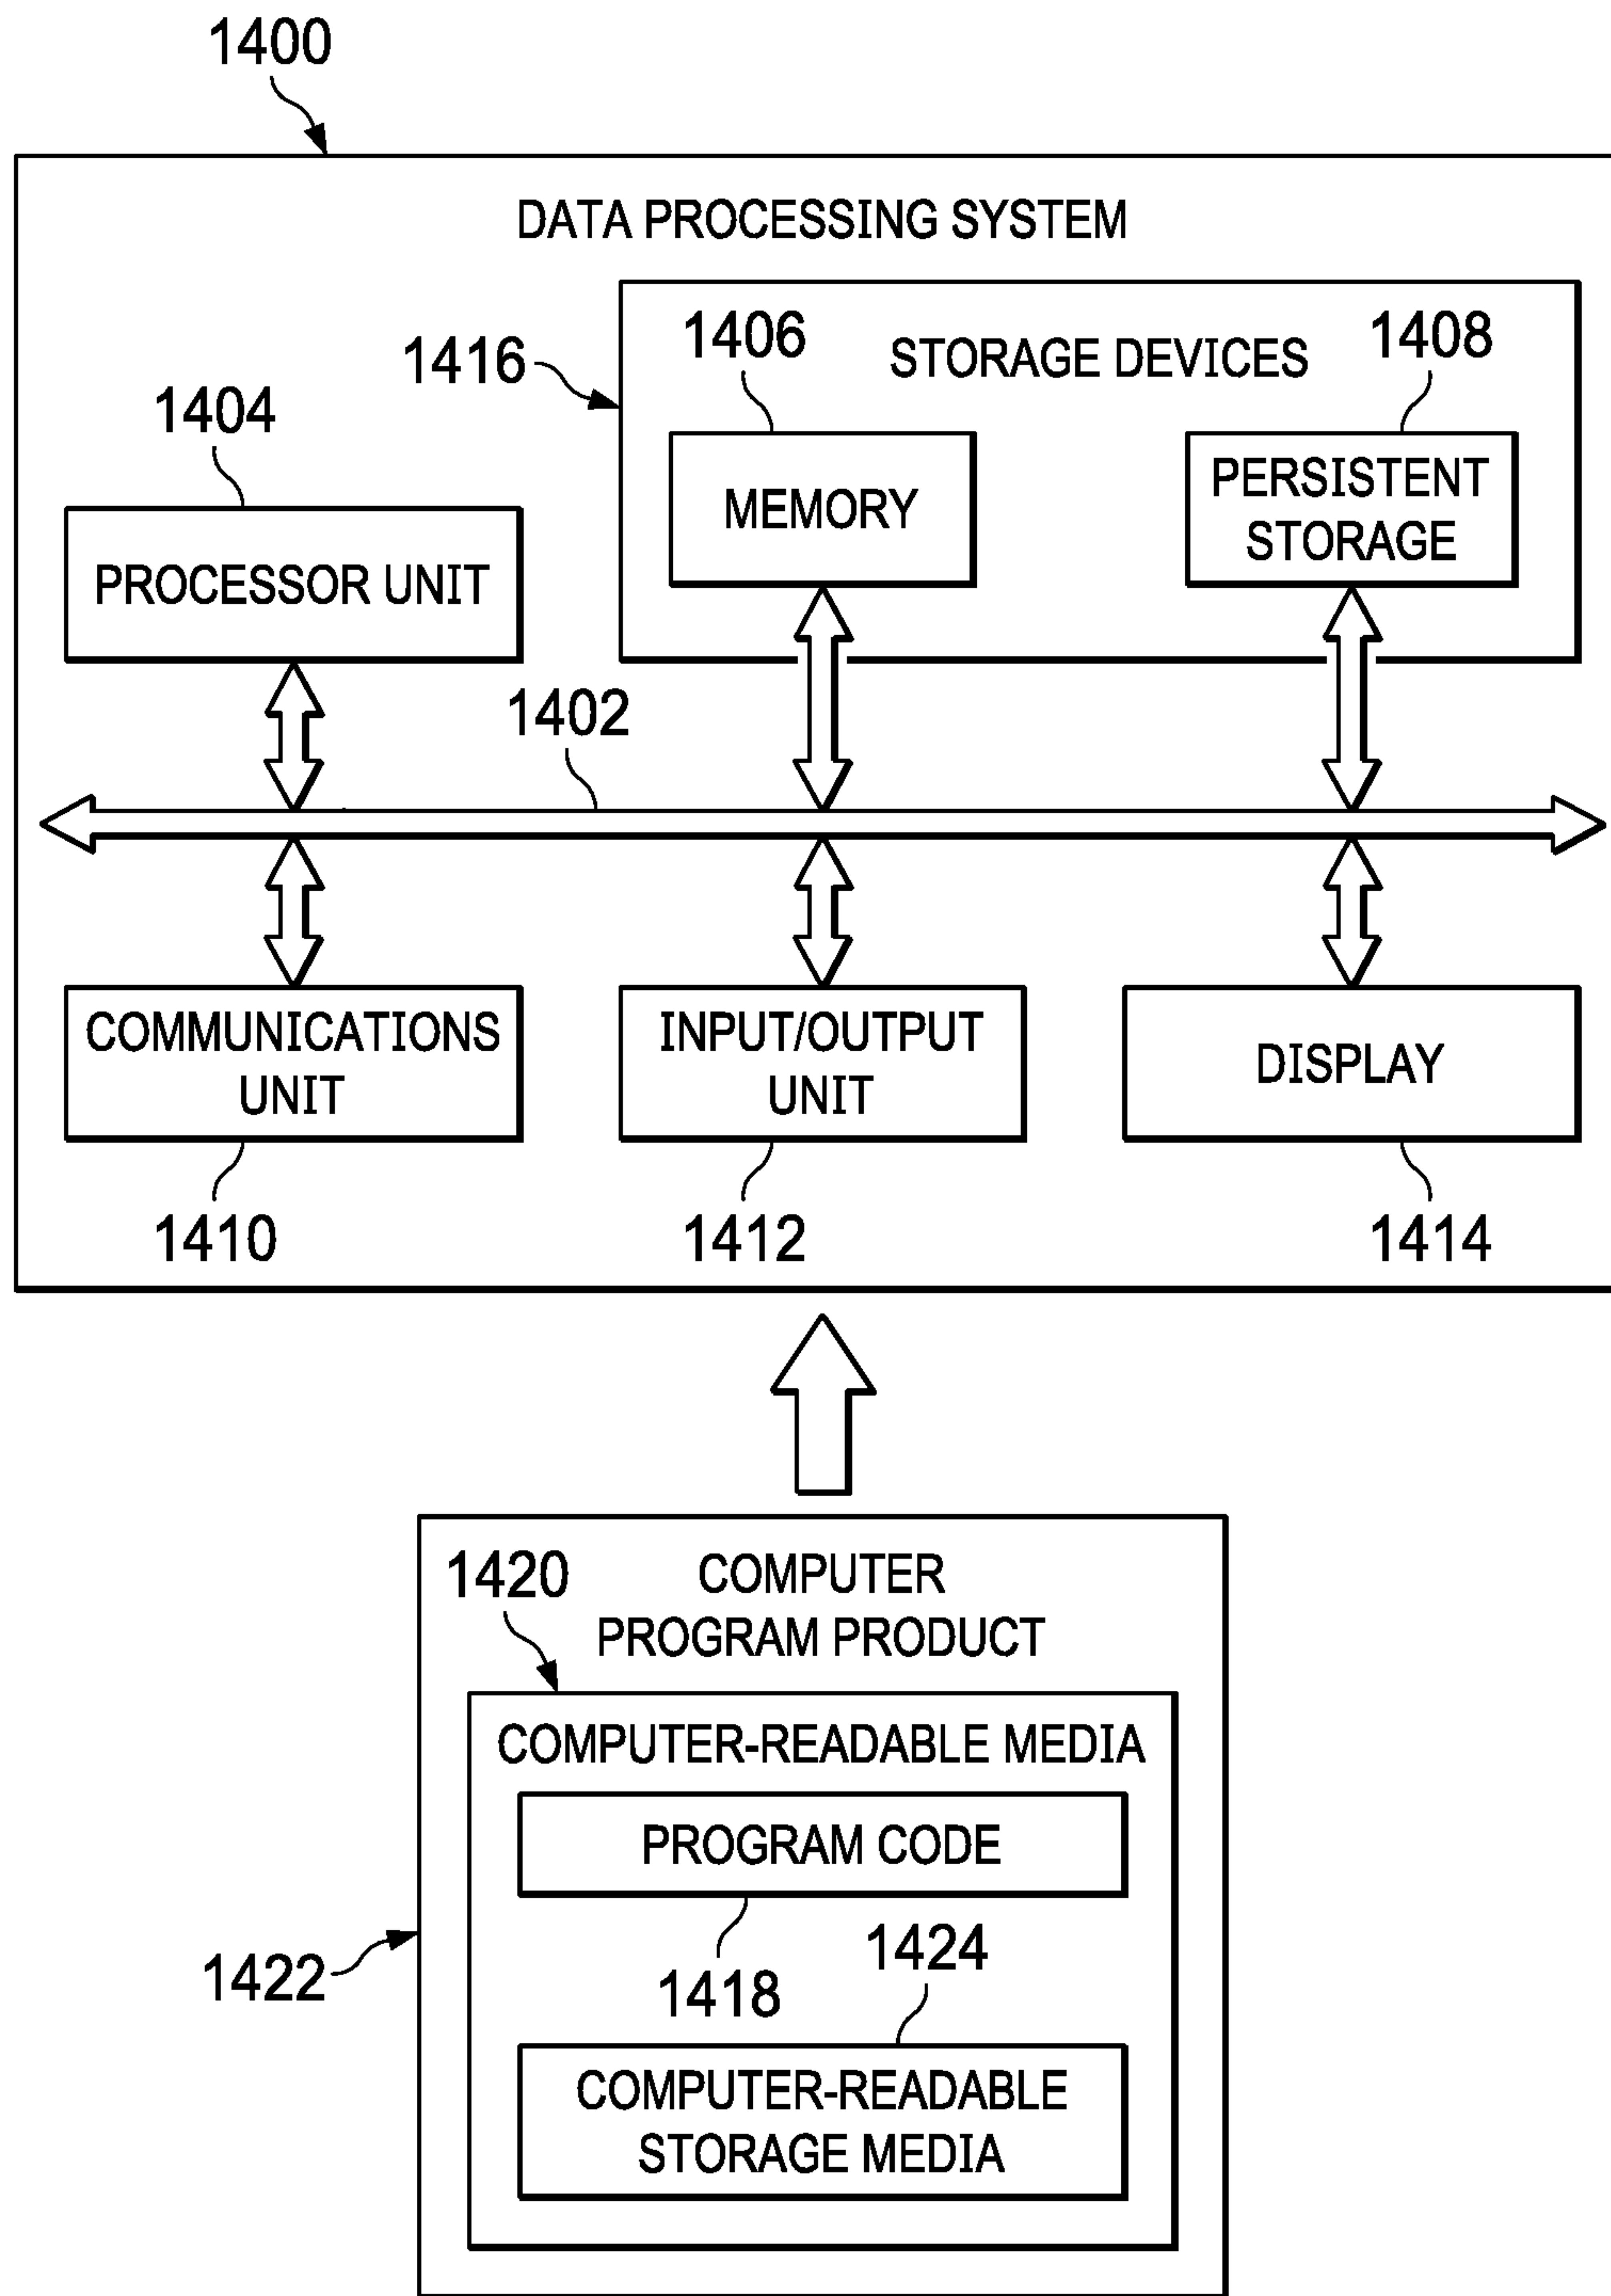 1400
DATA PROCESSING SYSTEM
1406
1408
1416
STORAGE DEVICES
1404
MEMORY
PERSISTENT
STORAGE
PROCESSOR UNIT
1402
COMMUNICATIONS
UNIT
INPUT/OUTPUT
UNIT
DISPLAY
1410
1412
1414
1420
COMPUTER
PROGRAM PRODUCT
COMPUTER-READABLE MEDIA
PROGRAM CODE
1422
1418
1424
COMPUTER-READABLE
STORAGE MEDIA